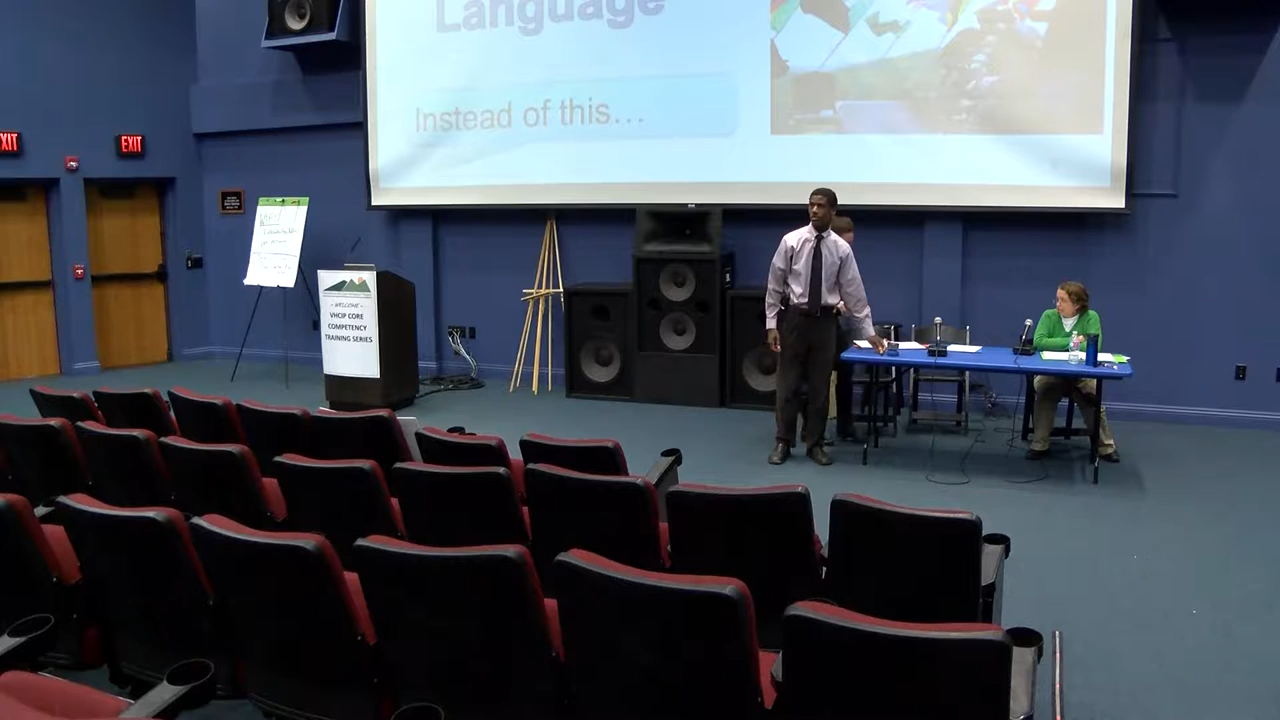 Language
Instead of this...
EXIT
EXIT
~ WELCOME ~
VHCIP CORE
COMPETENCY
TRAINING SERIES